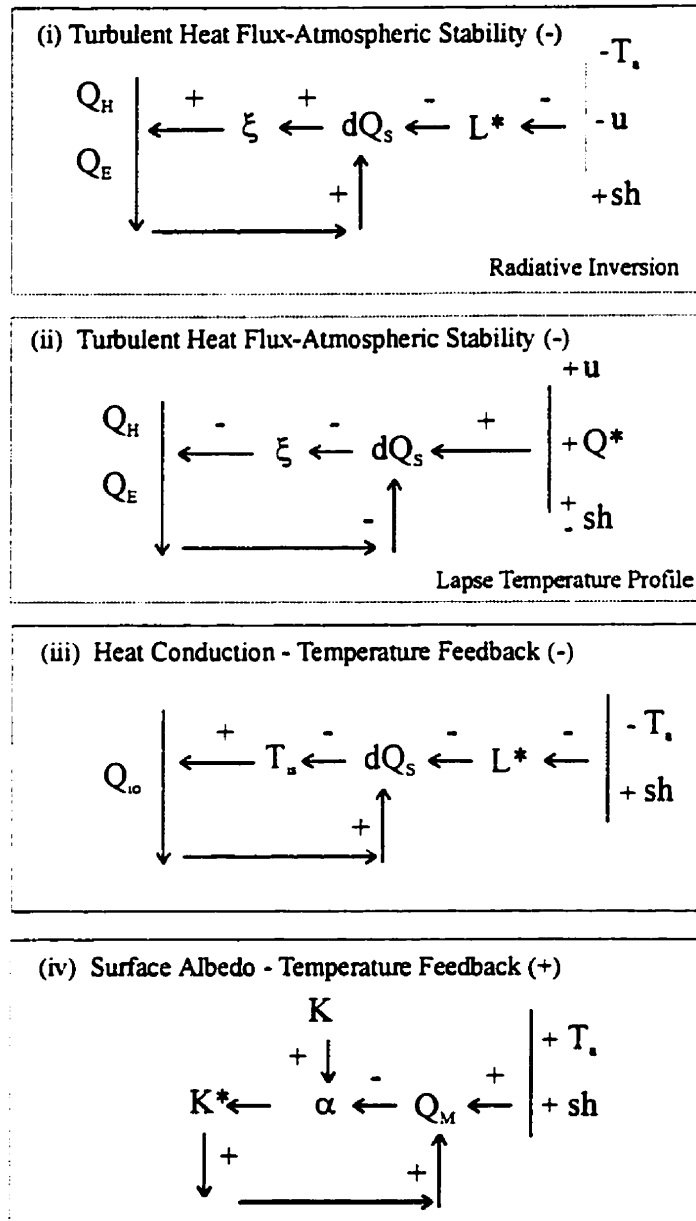 (i) Turbulent Heat Flux-Atmospheric Stability (-)
- Tₐ
Q_H + ξ + dQ_S - L* - - u
Q_E
+ + sh
Radiative Inversion
(ii) Turbulent Heat Flux-Atmospheric Stability (-)
+ u
Q_H - ξ - dQ_S + + Q*
Q_E
- + - sh
Lapse Temperature Profile
(iii) Heat Conduction - Temperature Feedback (-)
- Tₐ
Q + T - dQ_S - L* -
+ + sh
(iv) Surface Albedo - Temperature Feedback (+)
K
+ + Tₐ
K* α - Q_M + + sh
+ +